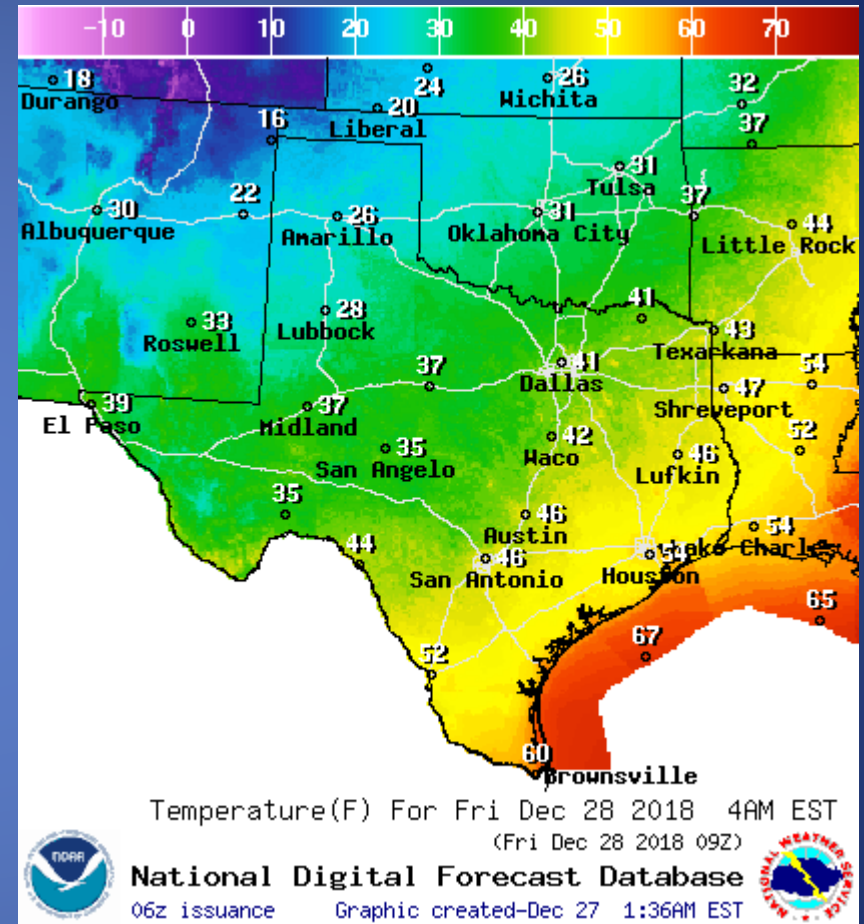 -10 0 10 20 30 40 50 60 70
18
Durango
24
26
Wichita
32
20
Liberal
16
37
31
Tulsa
30
Albuquerque
22
26
Amarillo
31
Oklahoma City
37
44
Little Rock
33
Roswell
28
Lubbock
41
43
Texarkana
41
Dallas
37
47
Shreveport
54
39
El Paso
37
Midland
35
San Angelo
42
Waco
46
Lufkin
52
35
46
Austin
54
Lake Charles
44
46
San Antonio
54
Houston
65
67
52
60
Brownsville
Temperature(F) For Fri Dec 28 2018 4AM EST
(Fri Dec 28 2018 09Z)
NOAA
National Digital Forecast Database
06z issuance Graphic created-Dec 27 1:36AM EST
NATIONAL WEATHER SERVICE